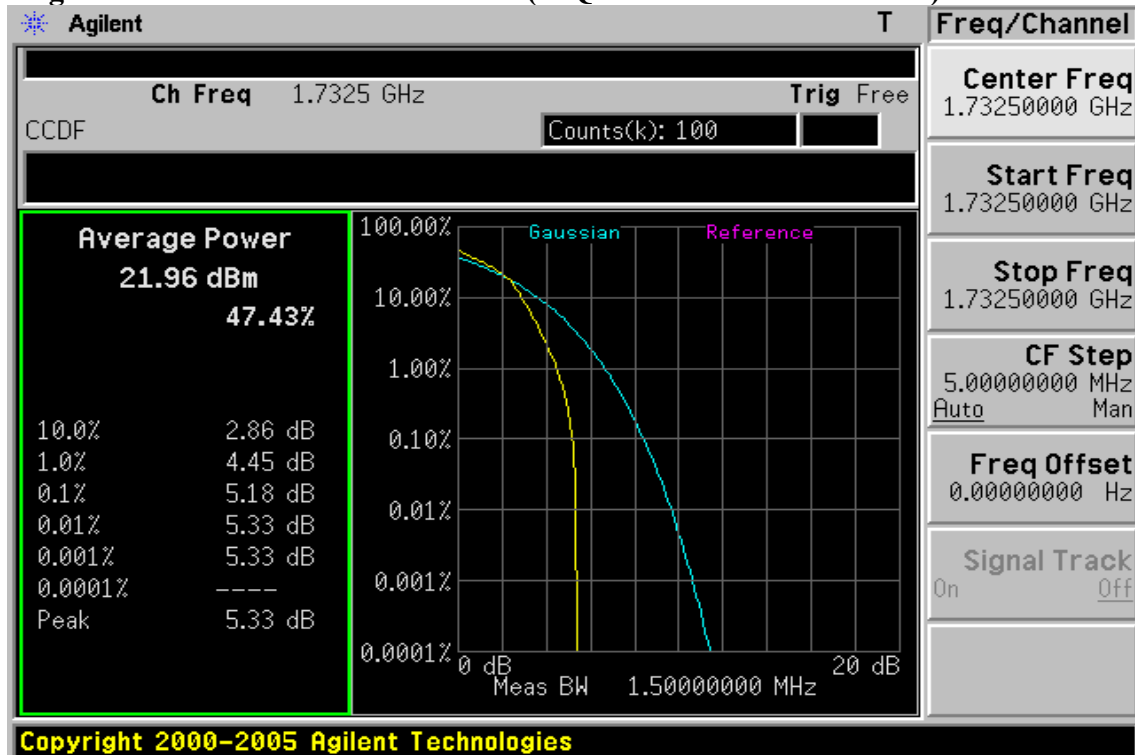 Agilent T
Ch Freq 1.7325 GHz Trig Free
CCDF Counts(k): 100
Average Power
21.96 dBm
47.43%
10.0% 2.86 dB
1.0% 4.45 dB
0.1% 5.18 dB
0.01% 5.33 dB
0.001% 5.33 dB
0.0001% ----
Peak 5.33 dB
Gaussian Reference
100.00%
10.00%
1.00%
0.10%
0.01%
0.001%
0.0001%
0 dB 20 dB
Meas BW 1.50000000 MHz
Freq/Channel
Center Freq
1.73250000 GHz
Start Freq
1.73250000 GHz
Stop Freq
1.73250000 GHz
CF Step
5.00000000 MHz
Auto Man
Freq Offset
0.00000000 Hz
Signal Track
On Off
Copyright 2000-2005 Agilent Technologies